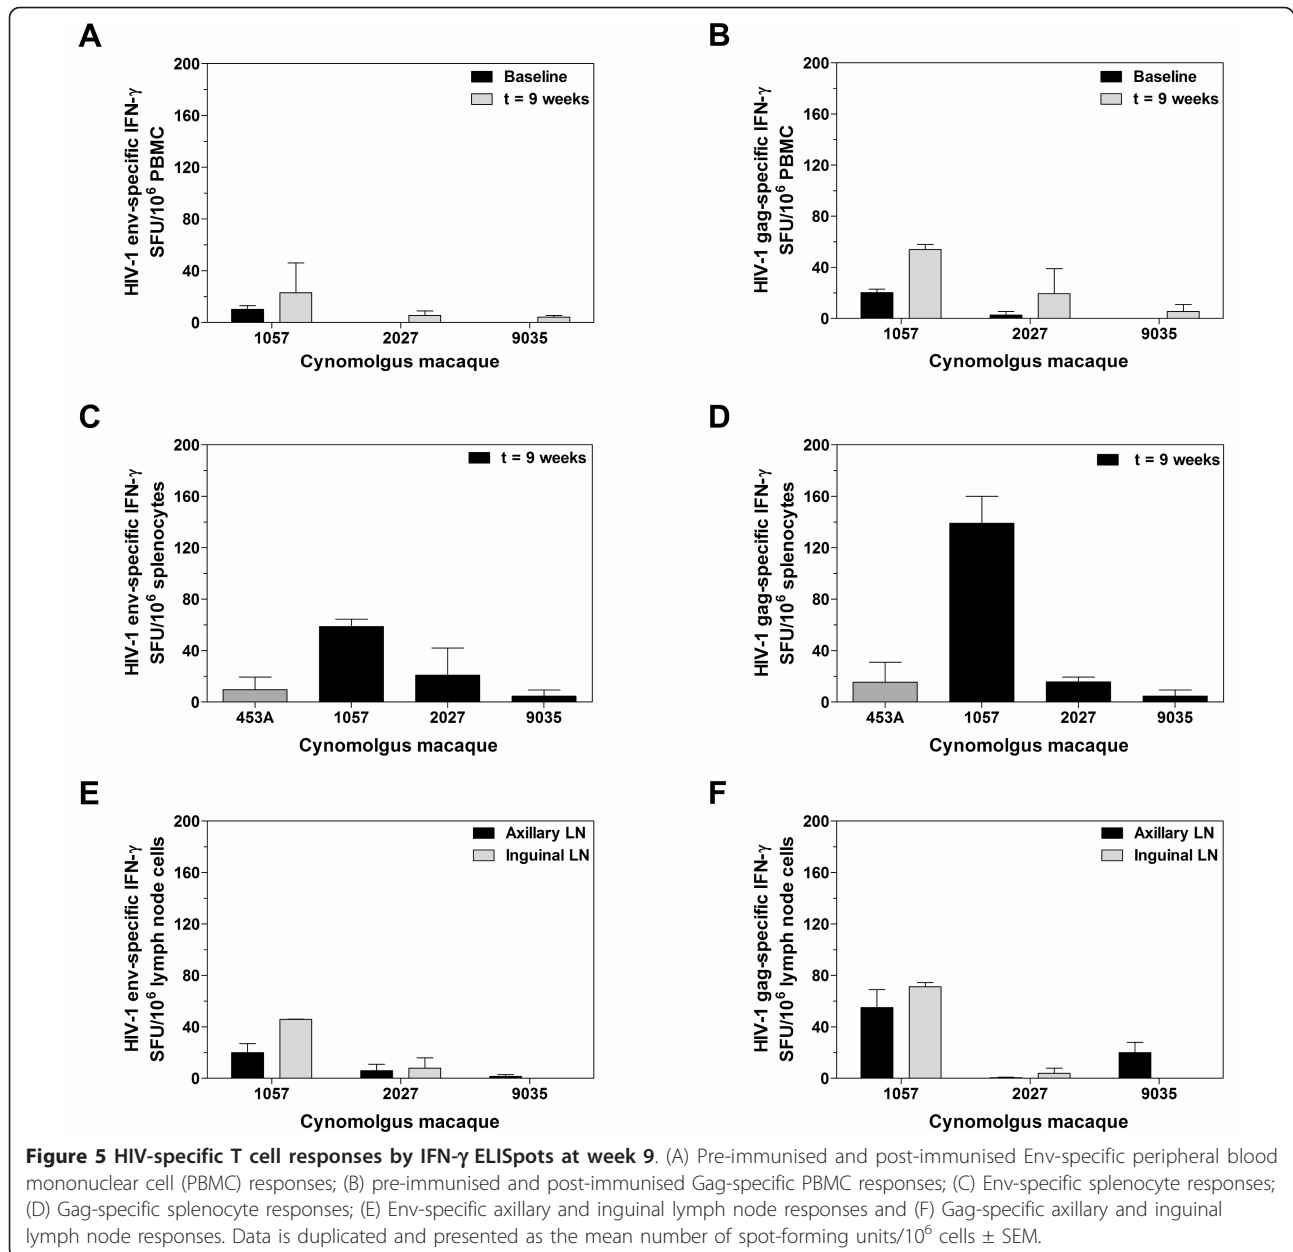 A
HIV-1 env-specific IFN-γ
SFU/10⁶ PBMC
200
160
120
80
40
0
Baseline
t = 9 weeks
1057 2027 9035
Cynomolgus macaque
B
HIV-1 gag-specific IFN-γ
SFU/10⁶ PBMC
200
160
120
80
40
0
Baseline
t = 9 weeks
1057 2027 9035
Cynomolgus macaque
C
HIV-1 env-specific IFN-γ
SFU/10⁶ splenocytes
200
160
120
80
40
0
t = 9 weeks
453A 1057 2027 9035
Cynomolgus macaque
D
HIV-1 gag-specific IFN-γ
SFU/10⁶ splenocytes
200
160
120
80
40
0
t = 9 weeks
453A 1057 2027 9035
Cynomolgus macaque
E
HIV-1 env-specific IFN-γ
SFU/10⁶ lymph node cells
200
160
120
80
40
0
Axillary LN
Inguinal LN
1057 2027 9035
Cynomolgus macaque
F
HIV-1 gag-specific IFN-γ
SFU/10⁶ lymph node cells
200
160
120
80
40
0
Axillary LN
Inguinal LN
1057 2027 9035
Cynomolgus macaque
Figure 5 HIV-specific T cell responses by IFN-γ ELISpots at week 9. (A) Pre-immunised and post-immunised Env-specific peripheral blood
mononuclear cell (PBMC) responses; (B) pre-immunised and post-immunised Gag-specific PBMC responses; (C) Env-specific splenocyte responses;
(D) Gag-specific splenocyte responses; (E) Env-specific axillary and inguinal lymph node responses and (F) Gag-specific axillary and inguinal
lymph node responses. Data is duplicated and presented as the mean number of spot-forming units/10⁶ cells ± SEM.